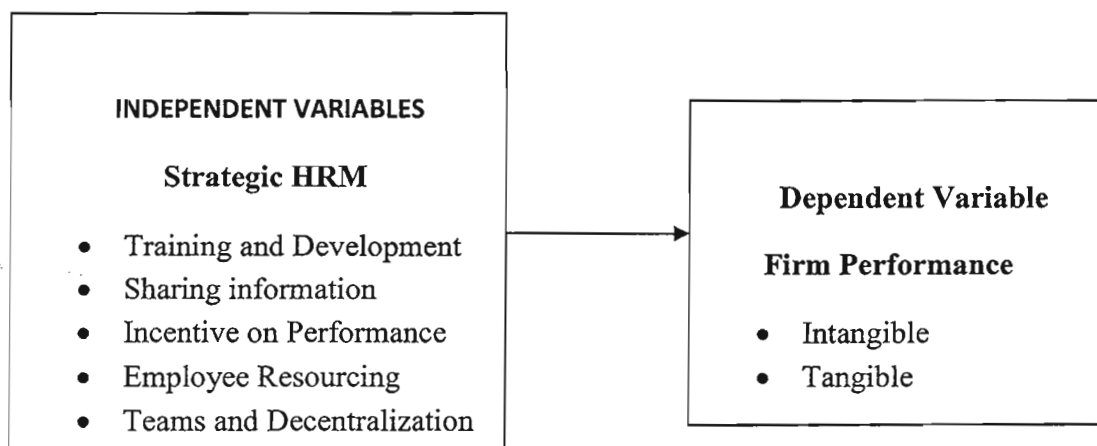 INDEPENDENT VARIABLES
Strategic HRM
• Training and Development
• Sharing information
• Incentive on Performance
• Employee Resourcing
• Teams and Decentralization
Dependent Variable
Firm Performance
• Intangible
• Tangible